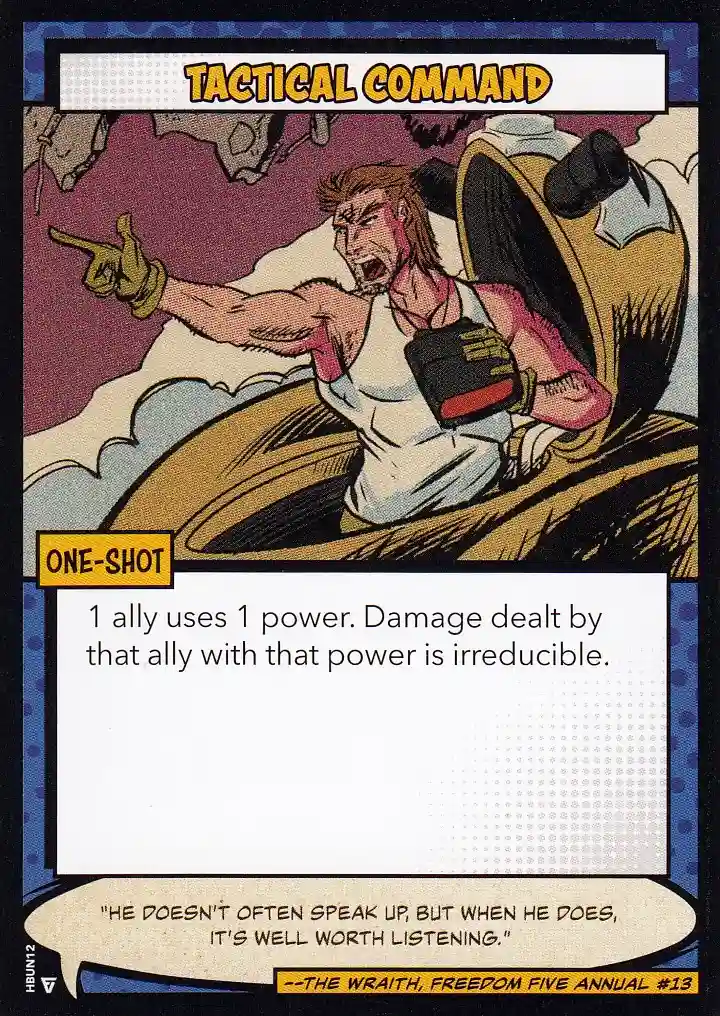 TACTICAL COMMAND
ONE-SHOT
1 ally uses 1 power. Damage dealt by
that ally with that power is irreducible.
"HE DOESN'T OFTEN SPEAK UP, BUT WHEN HE DOES,
IT'S WELL WORTH LISTENING."
--THE WRAITH, FREEDOM FIVE ANNUAL #13
HBUN12